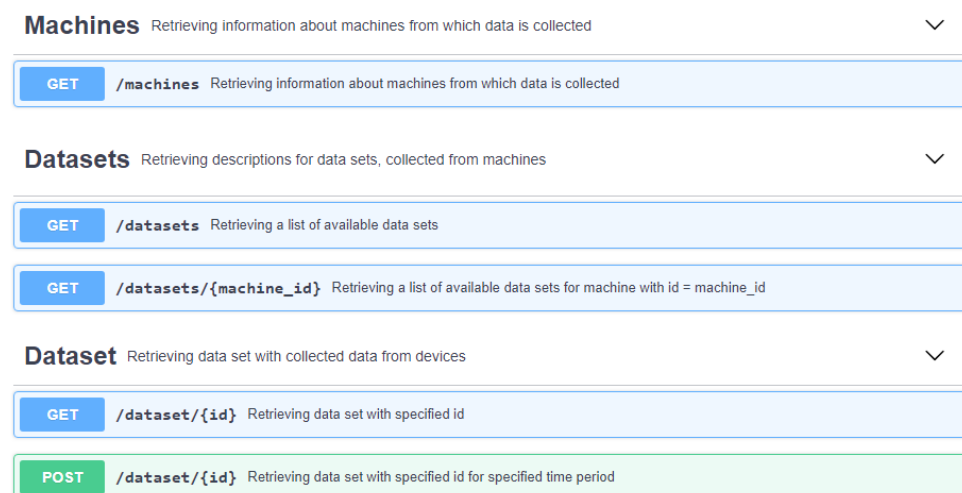 Machines Retrieving information about machines from which data is collected
GET /machines Retrieving information about machines from which data is collected
Datasets Retrieving descriptions for data sets, collected from machines
GET /datasets Retrieving a list of available data sets
GET /datasets/{machine_id} Retrieving a list of available data sets for machine with id = machine_id
Dataset Retrieving data set with collected data from devices
GET /dataset/{id} Retrieving data set with specified id
POST /dataset/{id} Retrieving data set with specified id for specified time period